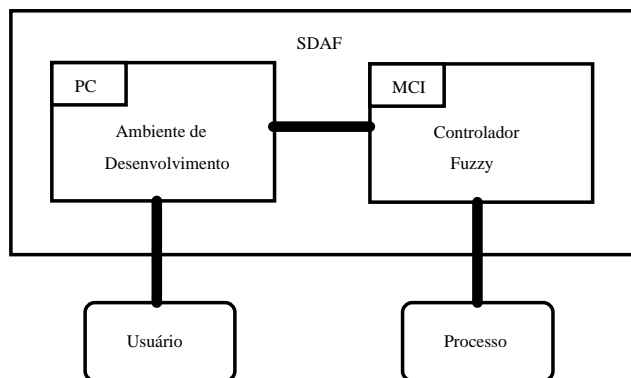 SDAF
PC
Ambiente de
Desenvolvimento
MCI
Controlador
Fuzzy
Usuário
Processo